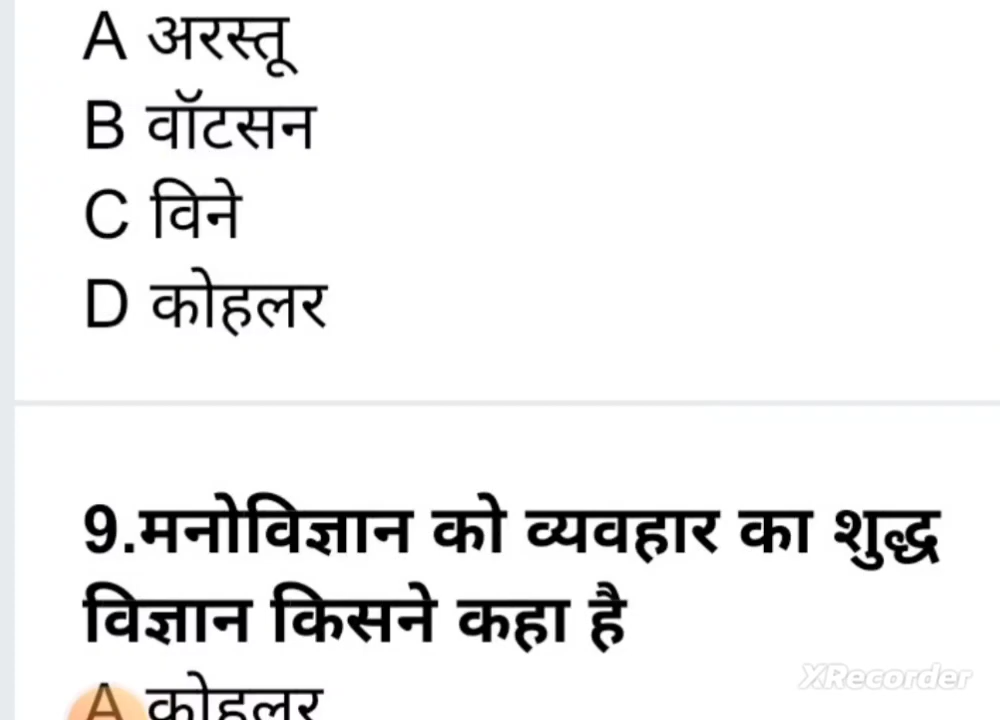 A अरस्तू
B वॉटसन
C विने
D कोहलर
9.मनोविज्ञान को व्यवहार का शुद्ध
विज्ञान किसने कहा है
A कोहलर
XRecorder